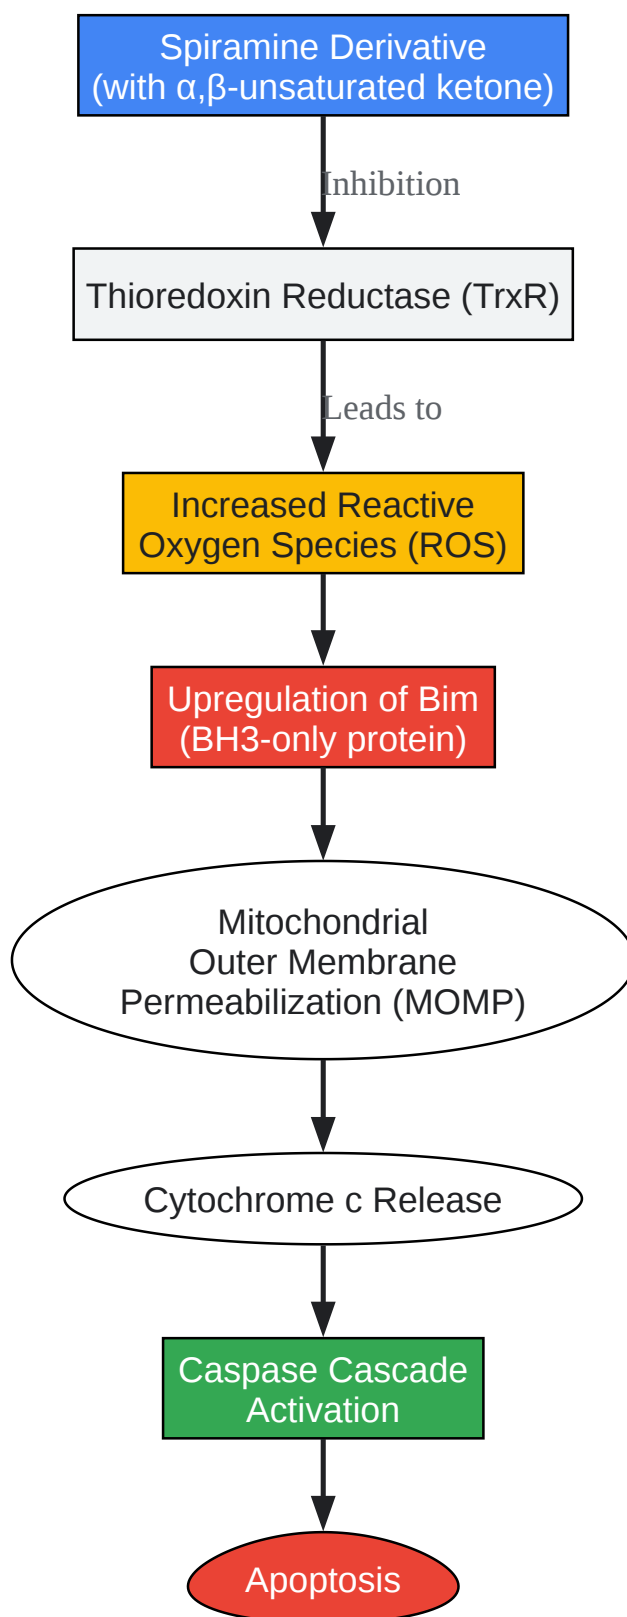 Spiramine Derivative
(with α,β-unsaturated ketone)
Inhibition
Thioredoxin Reductase (TrxR)
Leads to
Increased Reactive
Oxygen Species (ROS)
Upregulation of Bim
(BH3-only protein)
Mitochondrial
Outer Membrane
Permeabilization (MOMP)
Cytochrome c Release
Caspase Cascade
Activation
Apoptosis